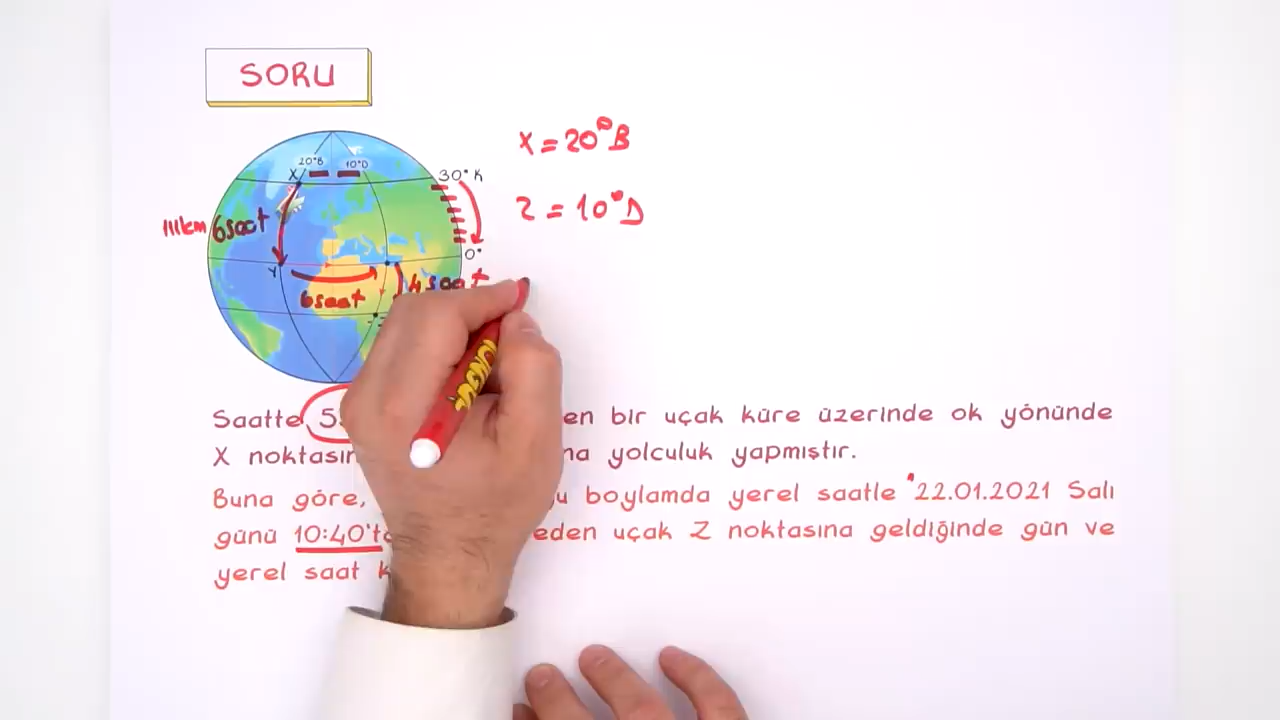 SORU
X = 20° B
20°B 10°D
X
30° K
Z = 10° D
111km 6saat
0°
Y
4saat
6saat
Saatte en bir uçak küre üzerinde ok yönünde
X noktasın na yolculuk yapmıştır.
Buna göre, boylamda yerel saatle 22.01.2021 Salı
günü 10:40'ta eden uçak Z noktasına geldiğinde gün ve
yerel saat